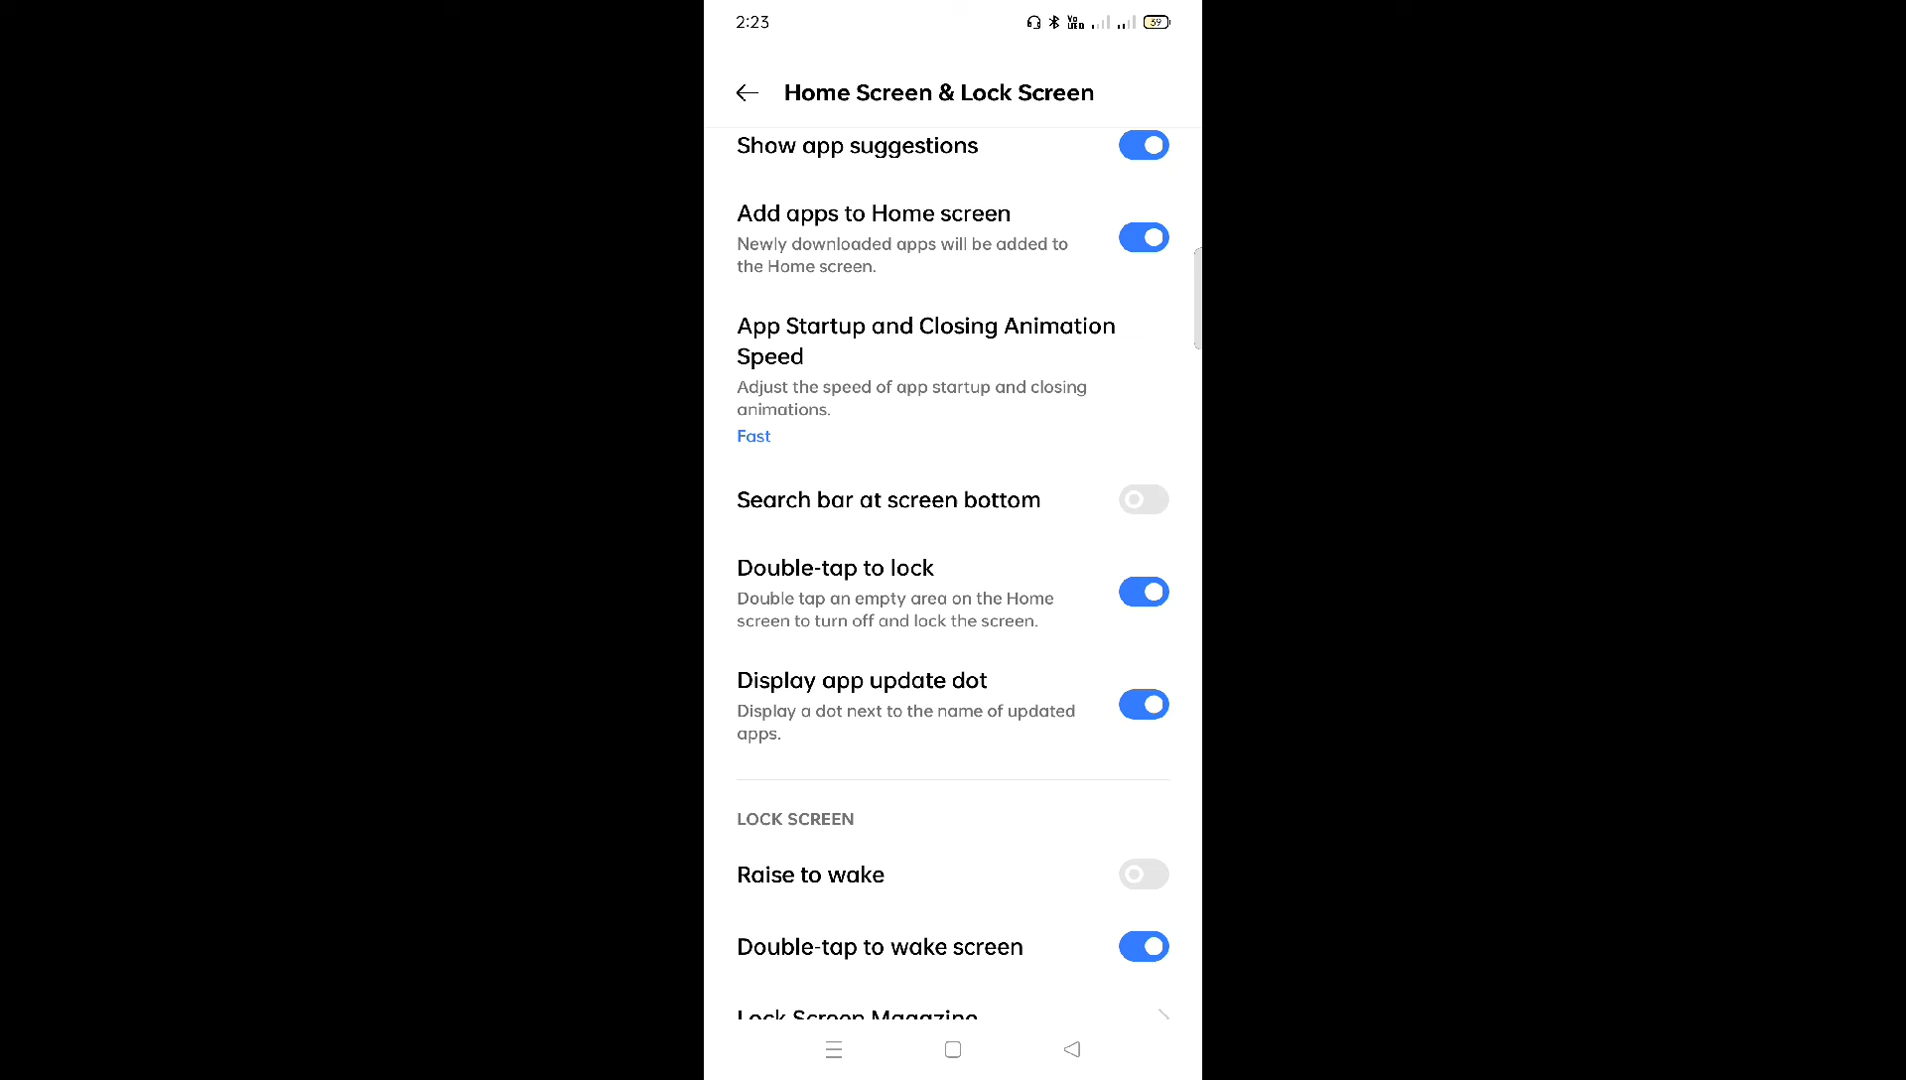 2:23
Vo
LTE
39
Home Screen & Lock Screen
Show app suggestions
Add apps to Home screen
Newly downloaded apps will be added to
the Home screen.
App Startup and Closing Animation
Speed
Adjust the speed of app startup and closing
animations.
Fast
Search bar at screen bottom
Double-tap to lock
Double tap an empty area on the Home
screen to turn off and lock the screen.
Display app update dot
Display a dot next to the name of updated
apps.
LOCK SCREEN
Raise to wake
Double-tap to wake screen
Lock Screen Magazine